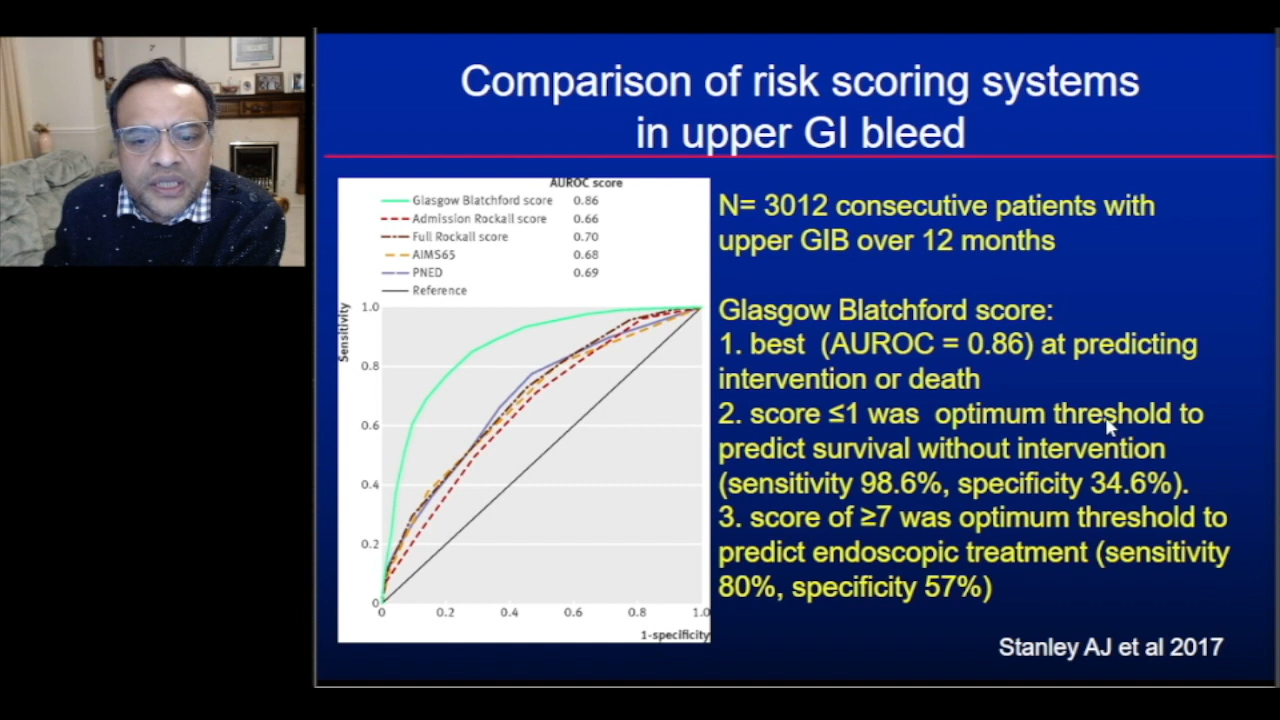 Comparison of risk scoring systems
in upper GI bleed
AUROC score
Glasgow Blatchford score 0.86
Admission Rockall score 0.66
Full Rockall score 0.70
AIMS65 0.68
PNED 0.69
Reference
Sensitivity
1.0
0.8
0.6
0.4
0.2
0
0 0.2 0.4 0.6 0.8 1.0
1-specificity
N= 3012 consecutive patients with
upper GIB over 12 months
Glasgow Blatchford score:
1. best (AUROC = 0.86) at predicting
intervention or death
2. score ≤1 was optimum threshold to
predict survival without intervention
(sensitivity 98.6%, specificity 34.6%).
3. score of ≥7 was optimum threshold to
predict endoscopic treatment (sensitivity
80%, specificity 57%)
Stanley AJ et al 2017